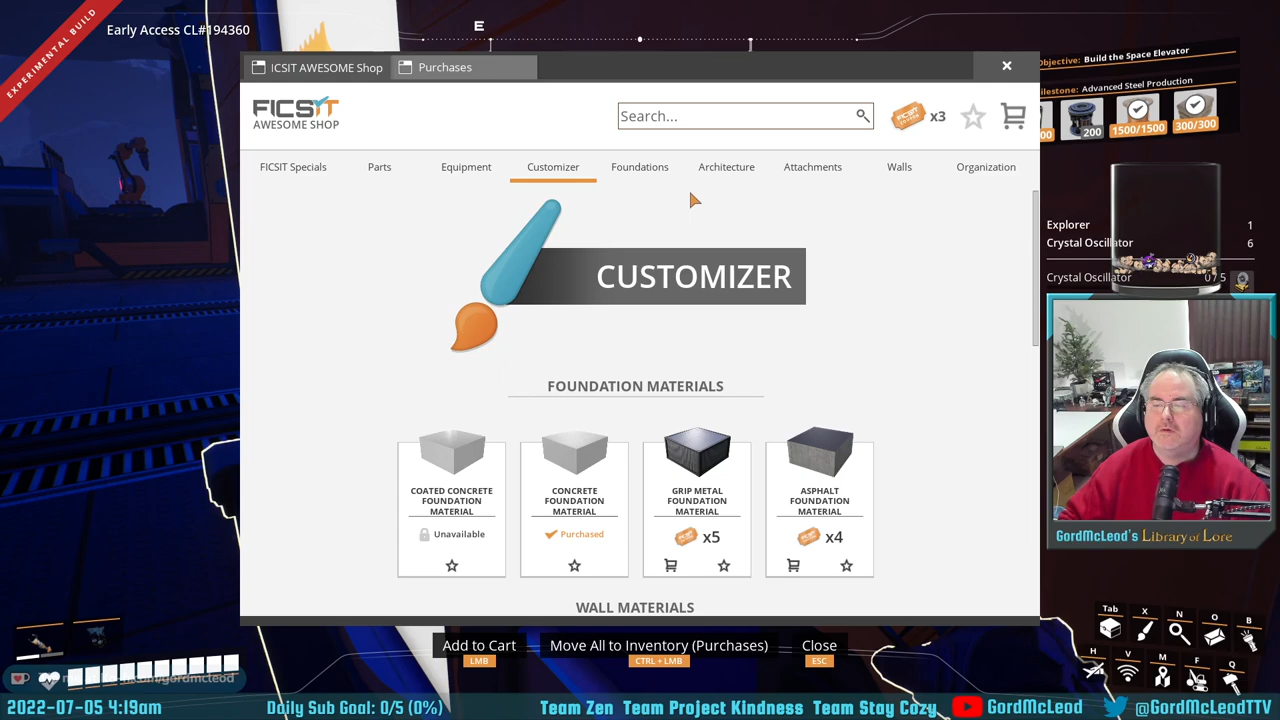 EXPERIMENTAL BUILD
Early Access CL#194360
E
ICSIT AWESOME Shop
Purchases
FICSIT
AWESOME SHOP
Search...
x3
FICSIT Specials
Parts
Equipment
Customizer
Foundations
Architecture
Attachments
Walls
Organization
CUSTOMIZER
FOUNDATION MATERIALS
COATED CONCRETE
FOUNDATION
MATERIAL
Unavailable
CONCRETE
FOUNDATION
MATERIAL
Purchased
GRIP METAL
FOUNDATION
MATERIAL
x5
ASPHALT
FOUNDATION
MATERIAL
x4
WALL MATERIALS
Add to Cart
LMB
Move All to Inventory (Purchases)
CTRL + LMB
Close
ESC
Objective: Build the Space Elevator
ilestone: Advanced Steel Production
200
1500/1500
300/300
Explorer 1
Crystal Oscillator 6
Crystal Oscillator 0/5
GordMcLeod's Library of Lore
Tab X N O B
H V M F Q
2022-07-05 4:19am
Daily Sub Goal: 0/5 (0%)
Team Zen Team Project Kindness Team Stay Cozy
GordMcLeod
@GordMcLeodTTV